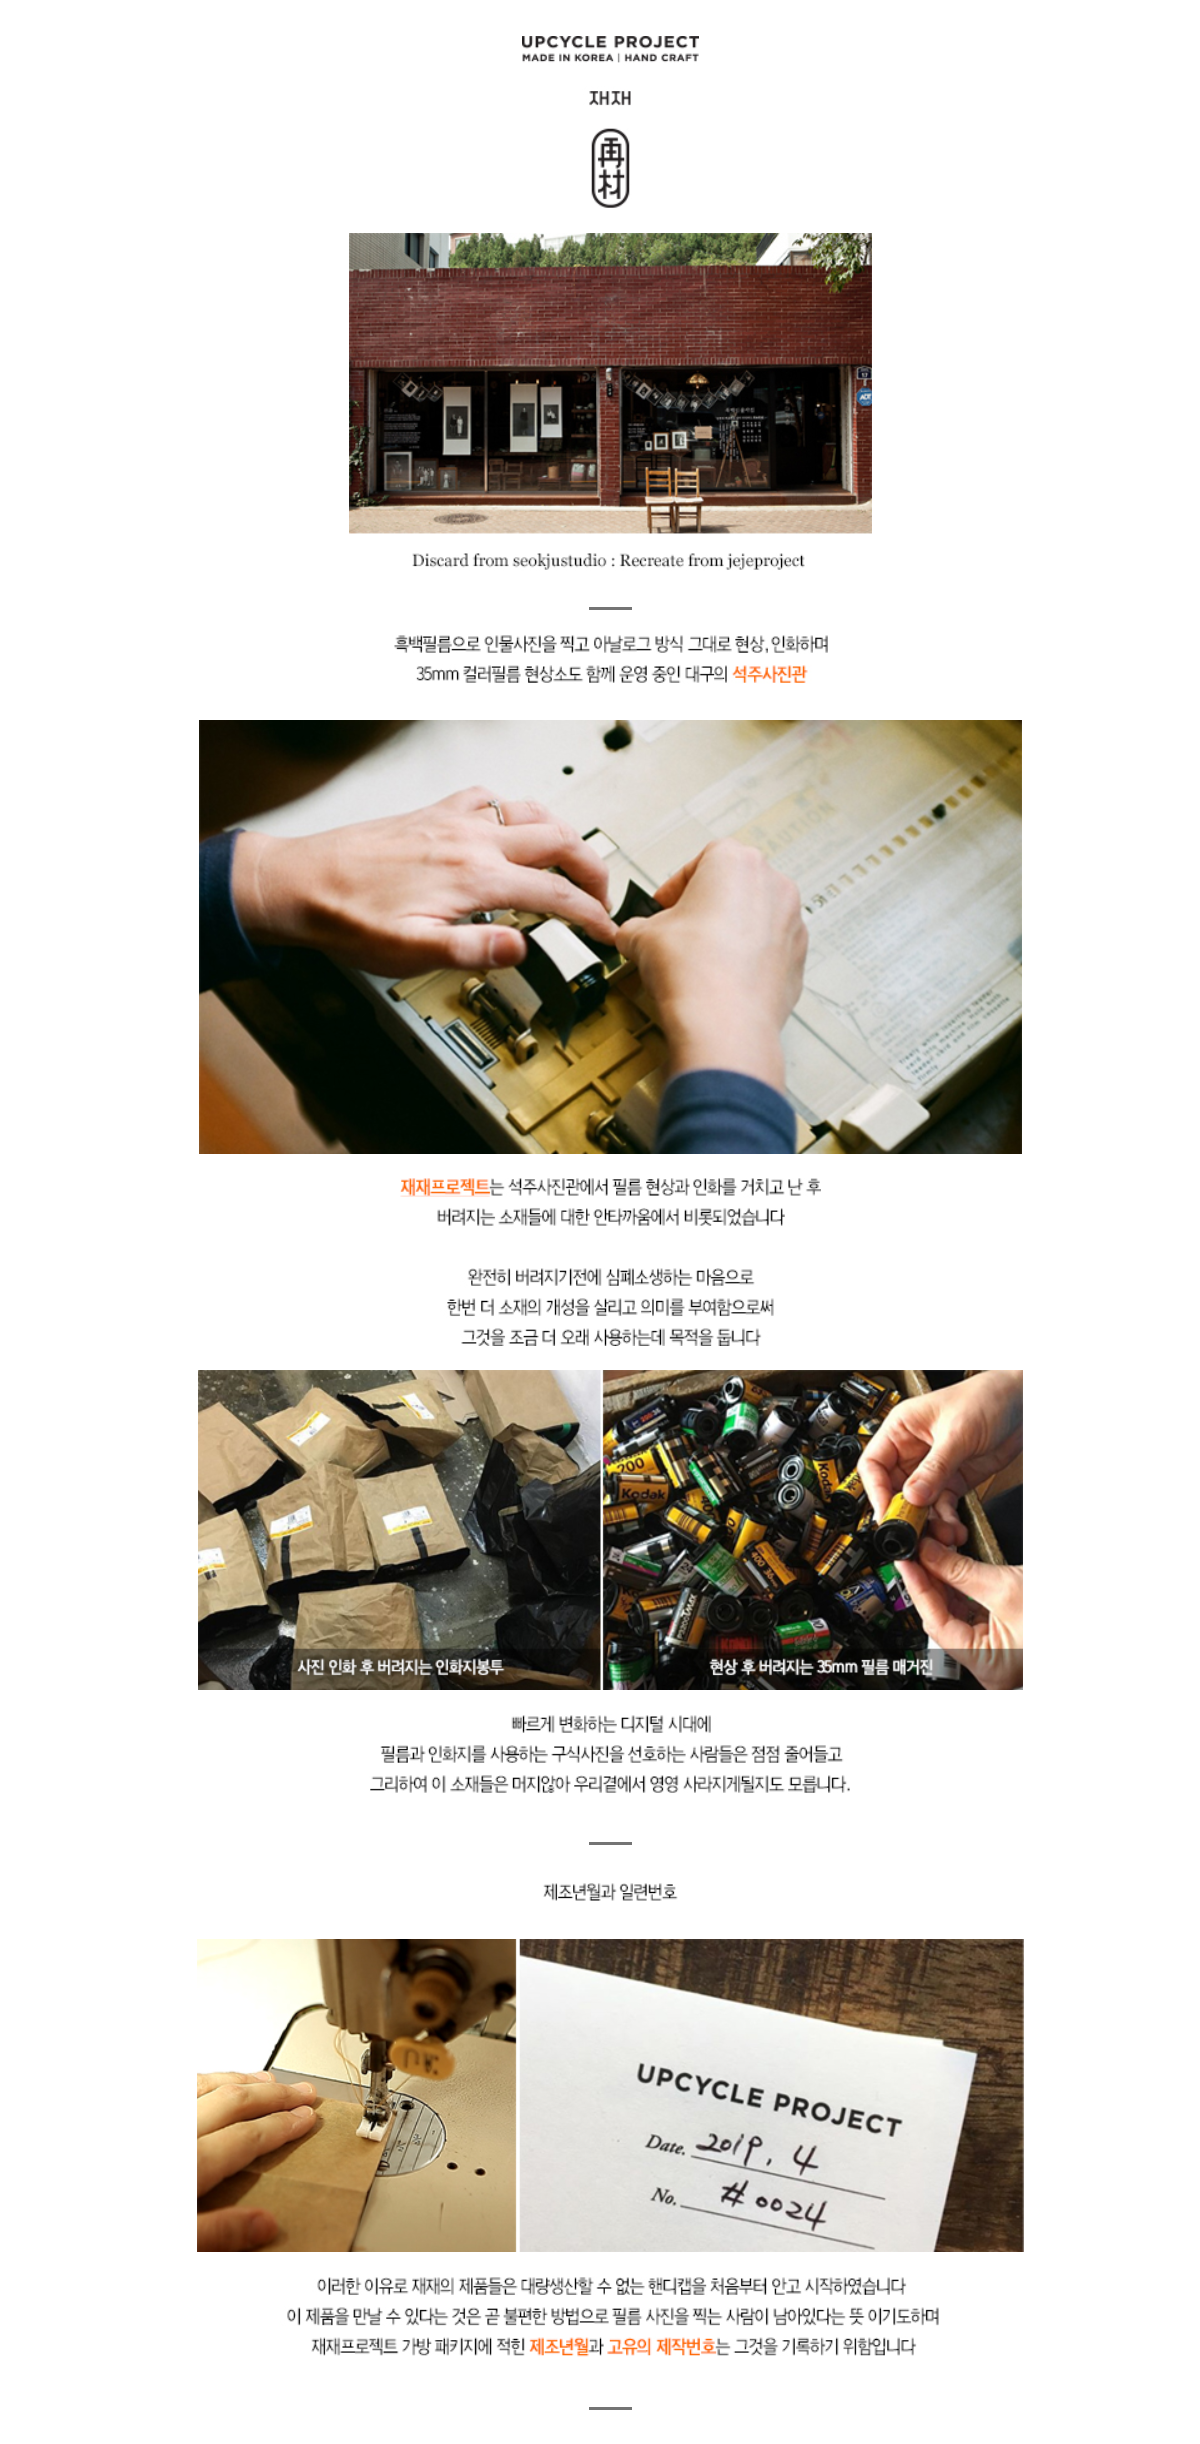 UPCYCLE PROJECT
MADE IN KOREA | HAND CRAFT
재재
再
材
Discard from seokjustudio : Recreate from jejeproject
흑백필름으로 인물사진을 찍고 아날로그 방식 그대로 현상, 인화하며
35mm 컬러필름 현상소도 함께 운영 중인 대구의 석주사진관
재재프로젝트는 석주사진관에서 필름 현상과 인화를 거치고 난 후
버려지는 소재들에 대한 안타까움에서 비롯되었습니다
완전히 버려지기전에 심폐소생하는 마음으로
한번 더 소재의 개성을 살리고 의미를 부여함으로써
그것을 조금 더 오래 사용하는데 목적을 둡니다
200
Kodak
Kodak
400
사진 인화 후 버려지는 인화지봉투
현상 후 버려지는 35mm 필름 매거진
빠르게 변화하는 디지털 시대에
필름과 인화지를 사용하는 구식사진을 선호하는 사람들은 점점 줄어들고
그리하여 이 소재들은 머지않아 우리곁에서 영영 사라지게될지도 모릅니다.
제조년월과 일련번호
UPCYCLE PROJECT
Date. 2019. 4
No. #0024
이러한 이유로 재재의 제품들은 대량생산할 수 없는 핸디캡을 처음부터 안고 시작하였습니다
이 제품을 만날 수 있다는 것은 곧 불편한 방법으로 필름 사진을 찍는 사람이 남아있다는 뜻 이기도하며
재재프로젝트 가방 패키지에 적힌 제조년월과 고유의 제작번호는 그것을 기록하기 위함입니다